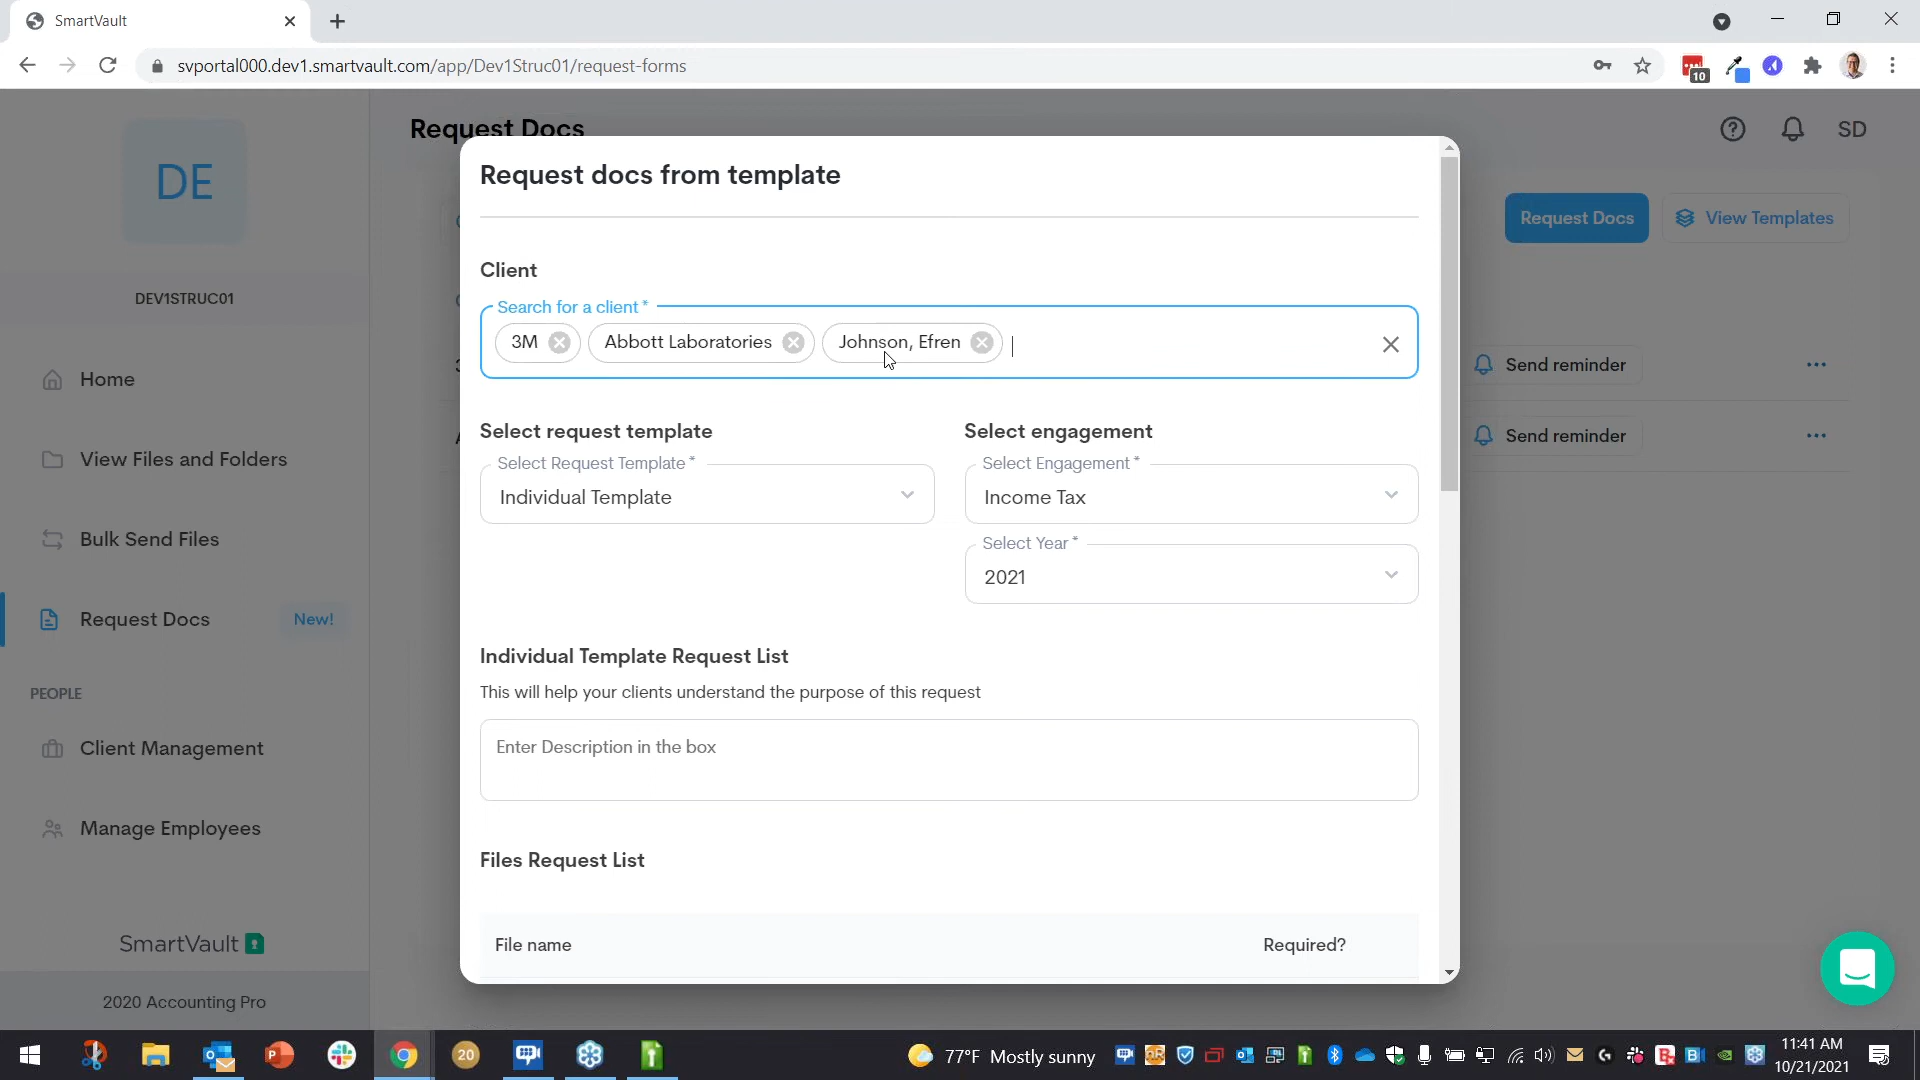 SmartVault
svportal000.dev1.smartvault.com/app/Dev1Struc01/request-forms
10
DE
DEV1STRUC01
Home
View Files and Folders
Bulk Send Files
Request Docs New!
PEOPLE
Client Management
Manage Employees
SmartVault
2020 Accounting Pro
Request Docs
SD
Request Docs View Templates
Send reminder
Send reminder
Request docs from template
Client
Search for a client *
3M Abbott Laboratories Johnson, Efren
Select request template
Select Request Template *
Individual Template
Select engagement
Select Engagement *
Income Tax
Select Year *
2021
Individual Template Request List
This will help your clients understand the purpose of this request
Enter Description in the box
Files Request List
File name Required?
20
77°F Mostly sunny
11:41 AM
10/21/2021